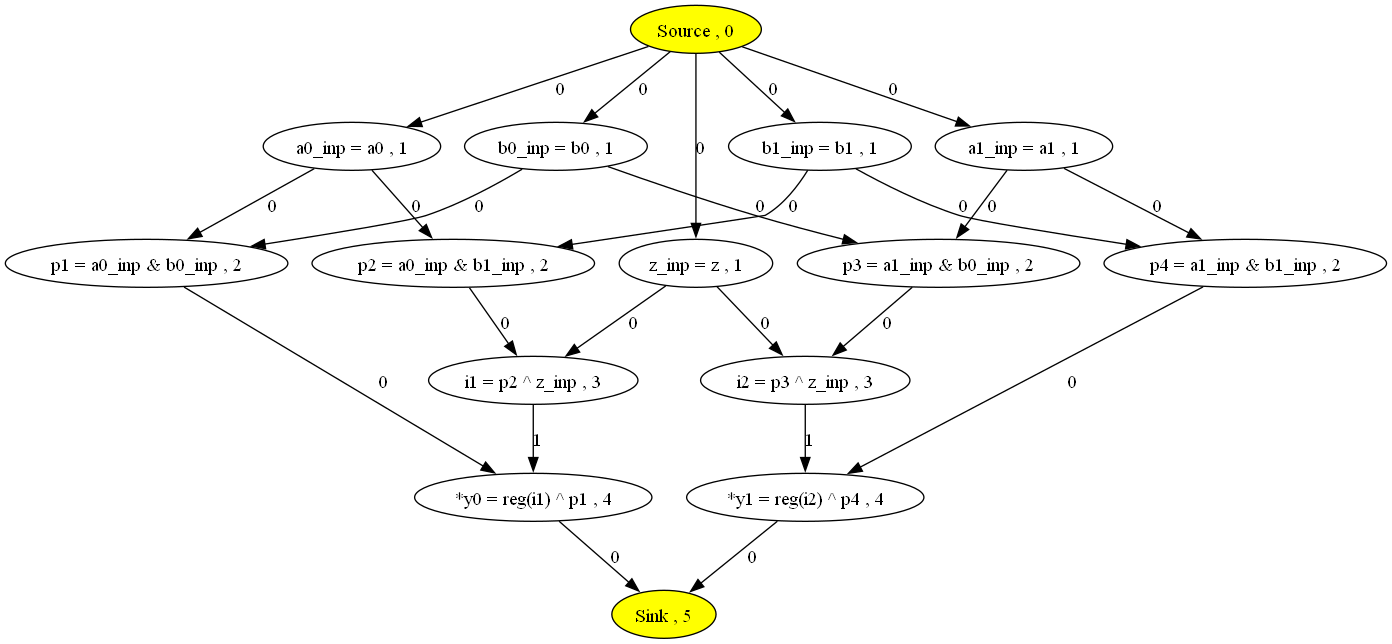 Source , 0
0
0
0
0
a0_inp = a0 , 1
b0_inp = b0 , 1
0
b1_inp = b1 , 1
a1_inp = a1 , 1
0
0
0
0
0
0
0
0
p1 = a0_inp & b0_inp , 2
p2 = a0_inp & b1_inp , 2
z_inp = z , 1
p3 = a1_inp & b0_inp , 2
p4 = a1_inp & b1_inp , 2
0
0
0
0
0
i1 = p2 ^ z_inp , 3
i2 = p3 ^ z_inp , 3
0
1
1
*y0 = reg(i1) ^ p1 , 4
*y1 = reg(i2) ^ p4 , 4
0
0
Sink , 5